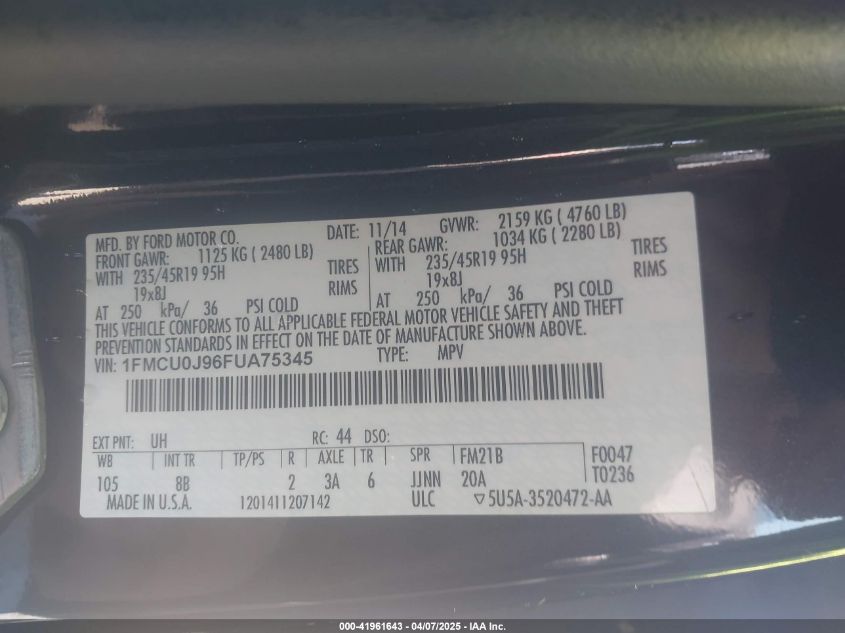 MFD. BY FORD MOTOR CO. DATE: 11/14 GVWR: 2159 KG ( 4760 LB)
FRONT GAWR: 1125 KG ( 2480 LB) REAR GAWR: 1034 KG ( 2280 LB)
WITH 235/45R19 95H TIRES WITH 235/45R19 95H TIRES
19x8J RIMS 19x8J RIMS
AT 250 kPa/ 36 PSI COLD AT 250 kPa/ 36 PSI COLD
THIS VEHICLE CONFORMS TO ALL APPLICABLE FEDERAL MOTOR VEHICLE SAFETY AND THEFT
PREVENTION STANDARDS IN EFFECT ON THE DATE OF MANUFACTURE SHOWN ABOVE.
VIN: 1FMCU0J96FUA75345 TYPE: MPV
EXT PNT: UH RC: 44 DSO:
WB INT TR TP/PS R AXLE TR SPR FM21B F0047
105 8B 2 3A 6 JJNN 20A T0236
MADE IN U.S.A. 1201411207142 ULC ▽5U5A-3520472-AA
000-41961643 / 04/07/2025 - IAA Inc.